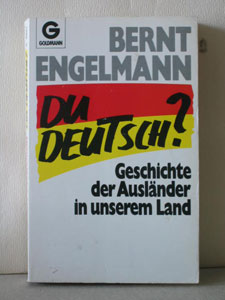 G
GOLDMANN
BERNT
ENGELMANN
DU
DEUTSCH?
Geschichte
der Ausländer
in unserem Land